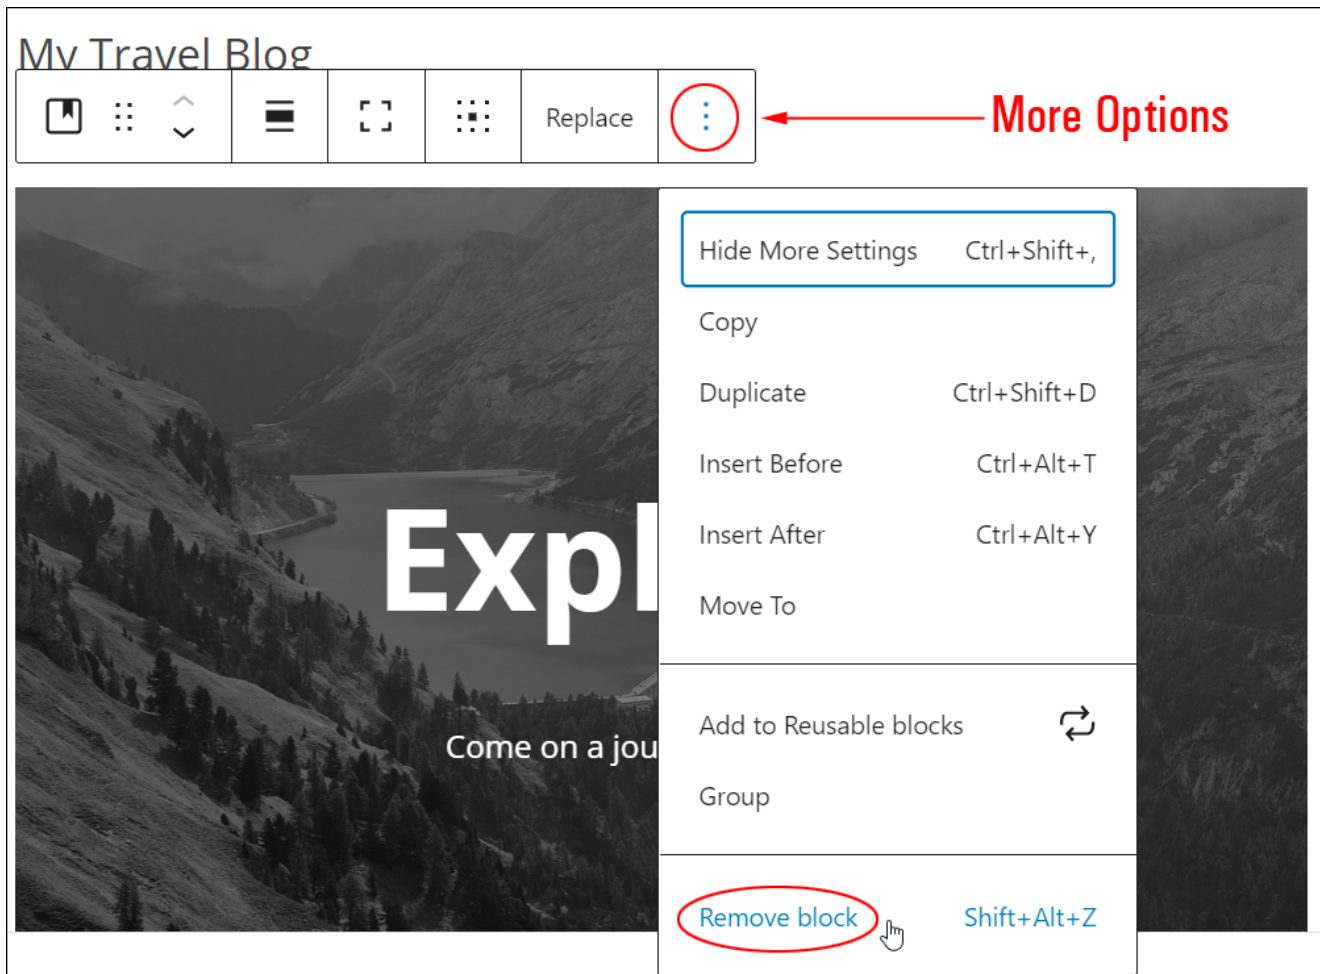 My Travel Blog
Replace
More Options
Hide More Settings Ctrl+Shift+,
Copy
Duplicate Ctrl+Shift+D
Insert Before Ctrl+Alt+T
Insert After Ctrl+Alt+Y
Move To
Expl
Add to Reusable blocks
Come on a jou
Group
Remove block Shift+Alt+Z